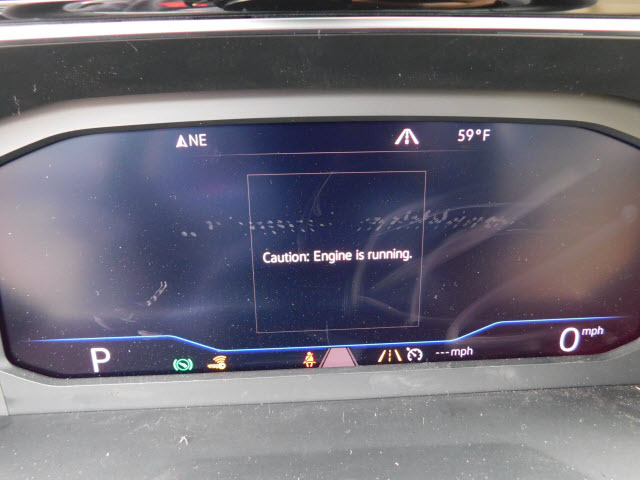 NE 59°F
Caution: Engine is running.
P --- mph 0 mph